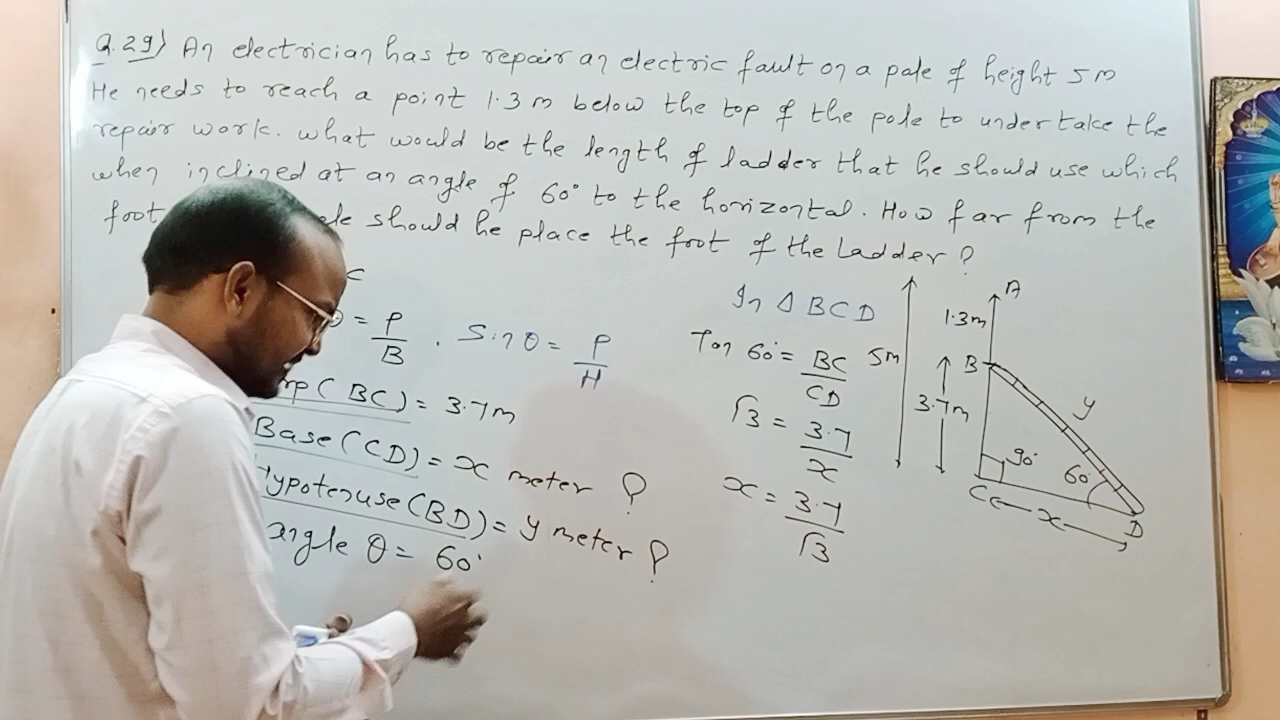 Q.29) An electrician has to repair an electric fault on a pole of height 5m
He needs to reach a point 1.3 m below the top of the pole to undertake the
repair work. what would be the length of ladder that he should use which
when inclined at an angle of 60° to the horizontal. How far from the
foot should he place the foot of the Ladder ?
C
= P/B . Sinθ = P/H
(BC) = 3.7m
Base (CD) = x meter ?
Hypotenuse (BD) = y meter ?
angle θ = 60°
In Δ BCD
Tan 60° = BC/CD
√3 = 3.7/x
x = 3.7/√3
A
1.3m
B
5m
3.7m
y
90°
60°
C
x
D